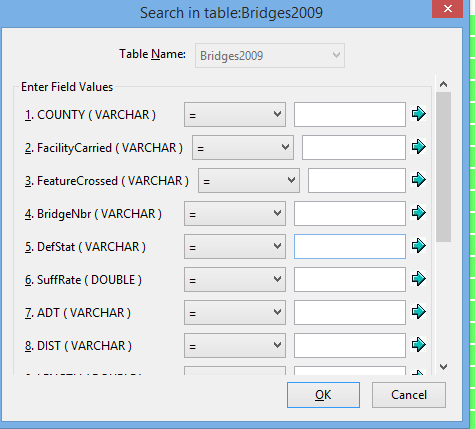 Search in table:Bridges2009
Table Name: Bridges2009
Enter Field Values
1. COUNTY ( VARCHAR ) =
2. FacilityCarried ( VARCHAR ) =
3. FeatureCrossed ( VARCHAR ) =
4. BridgeNbr ( VARCHAR ) =
5. DefStat ( VARCHAR ) =
6. SuffRate ( DOUBLE ) =
7. ADT ( VARCHAR ) =
8. DIST ( VARCHAR ) =
OK Cancel